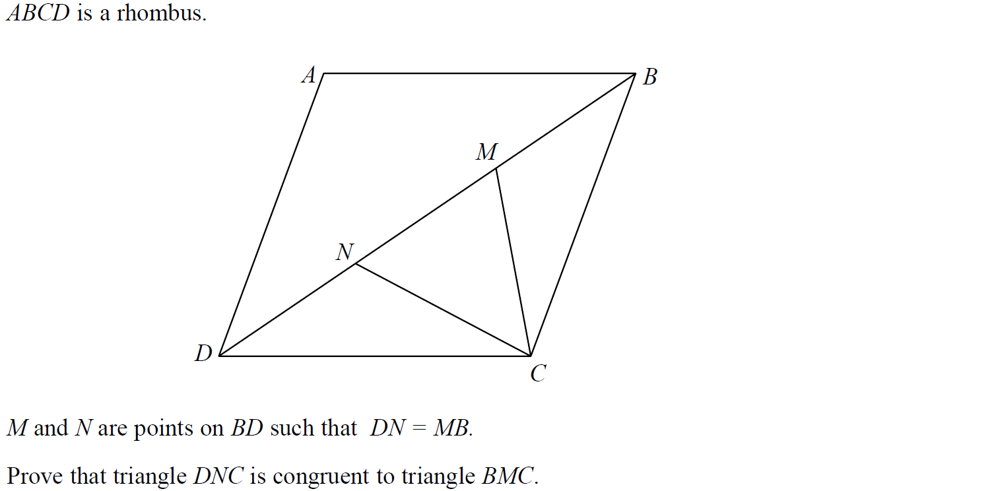 ABCD is a rhombus.
A
B
M
N
D
C
M and N are points on BD such that DN = MB.
Prove that triangle DNC is congruent to triangle BMC.